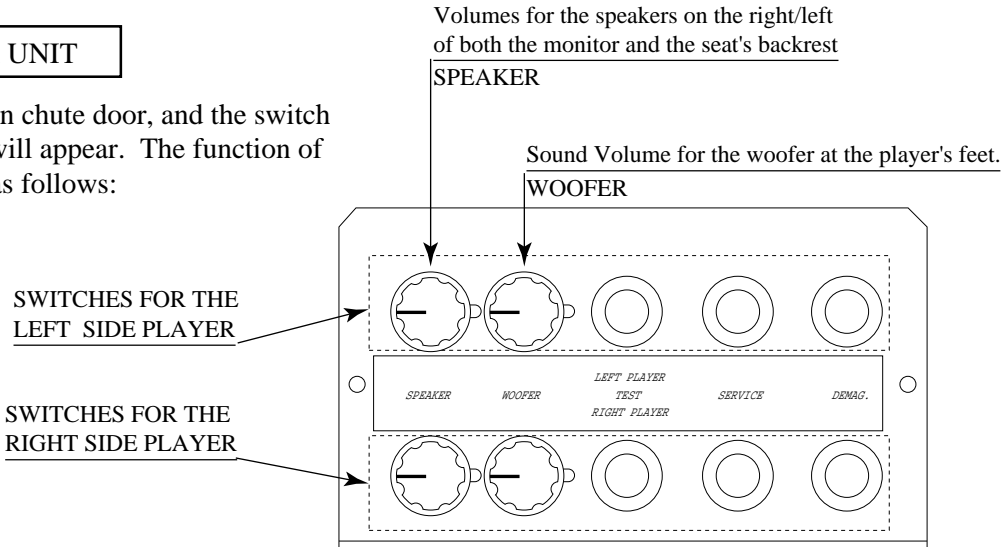 UNIT
n chute door, and the switch
will appear. The function of
as follows:
Volumes for the speakers on the right/left
of both the monitor and the seat's backrest
SPEAKER
Sound Volume for the woofer at the player's feet.
WOOFER
SWITCHES FOR THE
LEFT SIDE PLAYER
SPEAKER WOOFER LEFT PLAYER
TEST
RIGHT PLAYER SERVICE DEMAG.
SWITCHES FOR THE
RIGHT SIDE PLAYER